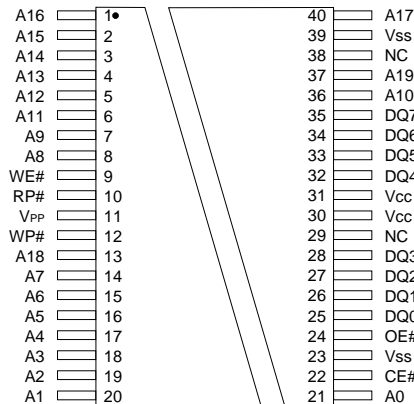 A16 1 40 A17
A15 2 39 Vss
A14 3 38 NC
A13 4 37 A19
A12 5 36 A10
A11 6 35 DQ7
A9 7 34 DQ6
A8 8 33 DQ5
WE# 9 32 DQ4
RP# 10 31 Vcc
VPP 11 30 Vcc
WP# 12 29 NC
A18 13 28 DQ3
A7 14 27 DQ2
A6 15 26 DQ1
A5 16 25 DQ0
A4 17 24 OE#
A3 18 23 Vss
A2 19 22 CE#
A1 20 21 A0